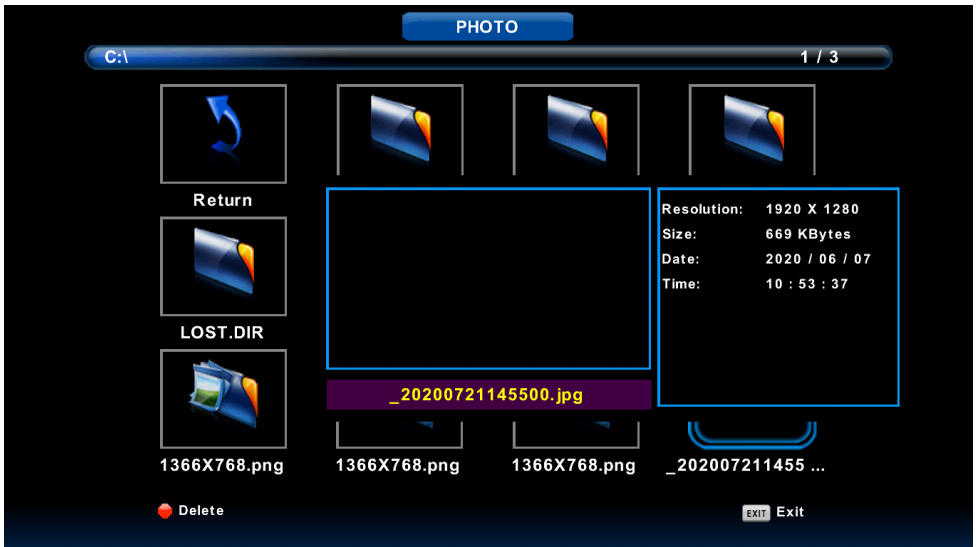 PHOTO
C:\
1 / 3
Return
Resolution: 1920 X 1280
Size: 669 KBytes
Date: 2020 / 06 / 07
Time: 10 : 53 : 37
LOST.DIR
_20200721145500.jpg
1366X768.png
1366X768.png
1366X768.png
_202007211455 ...
Delete
EXIT Exit